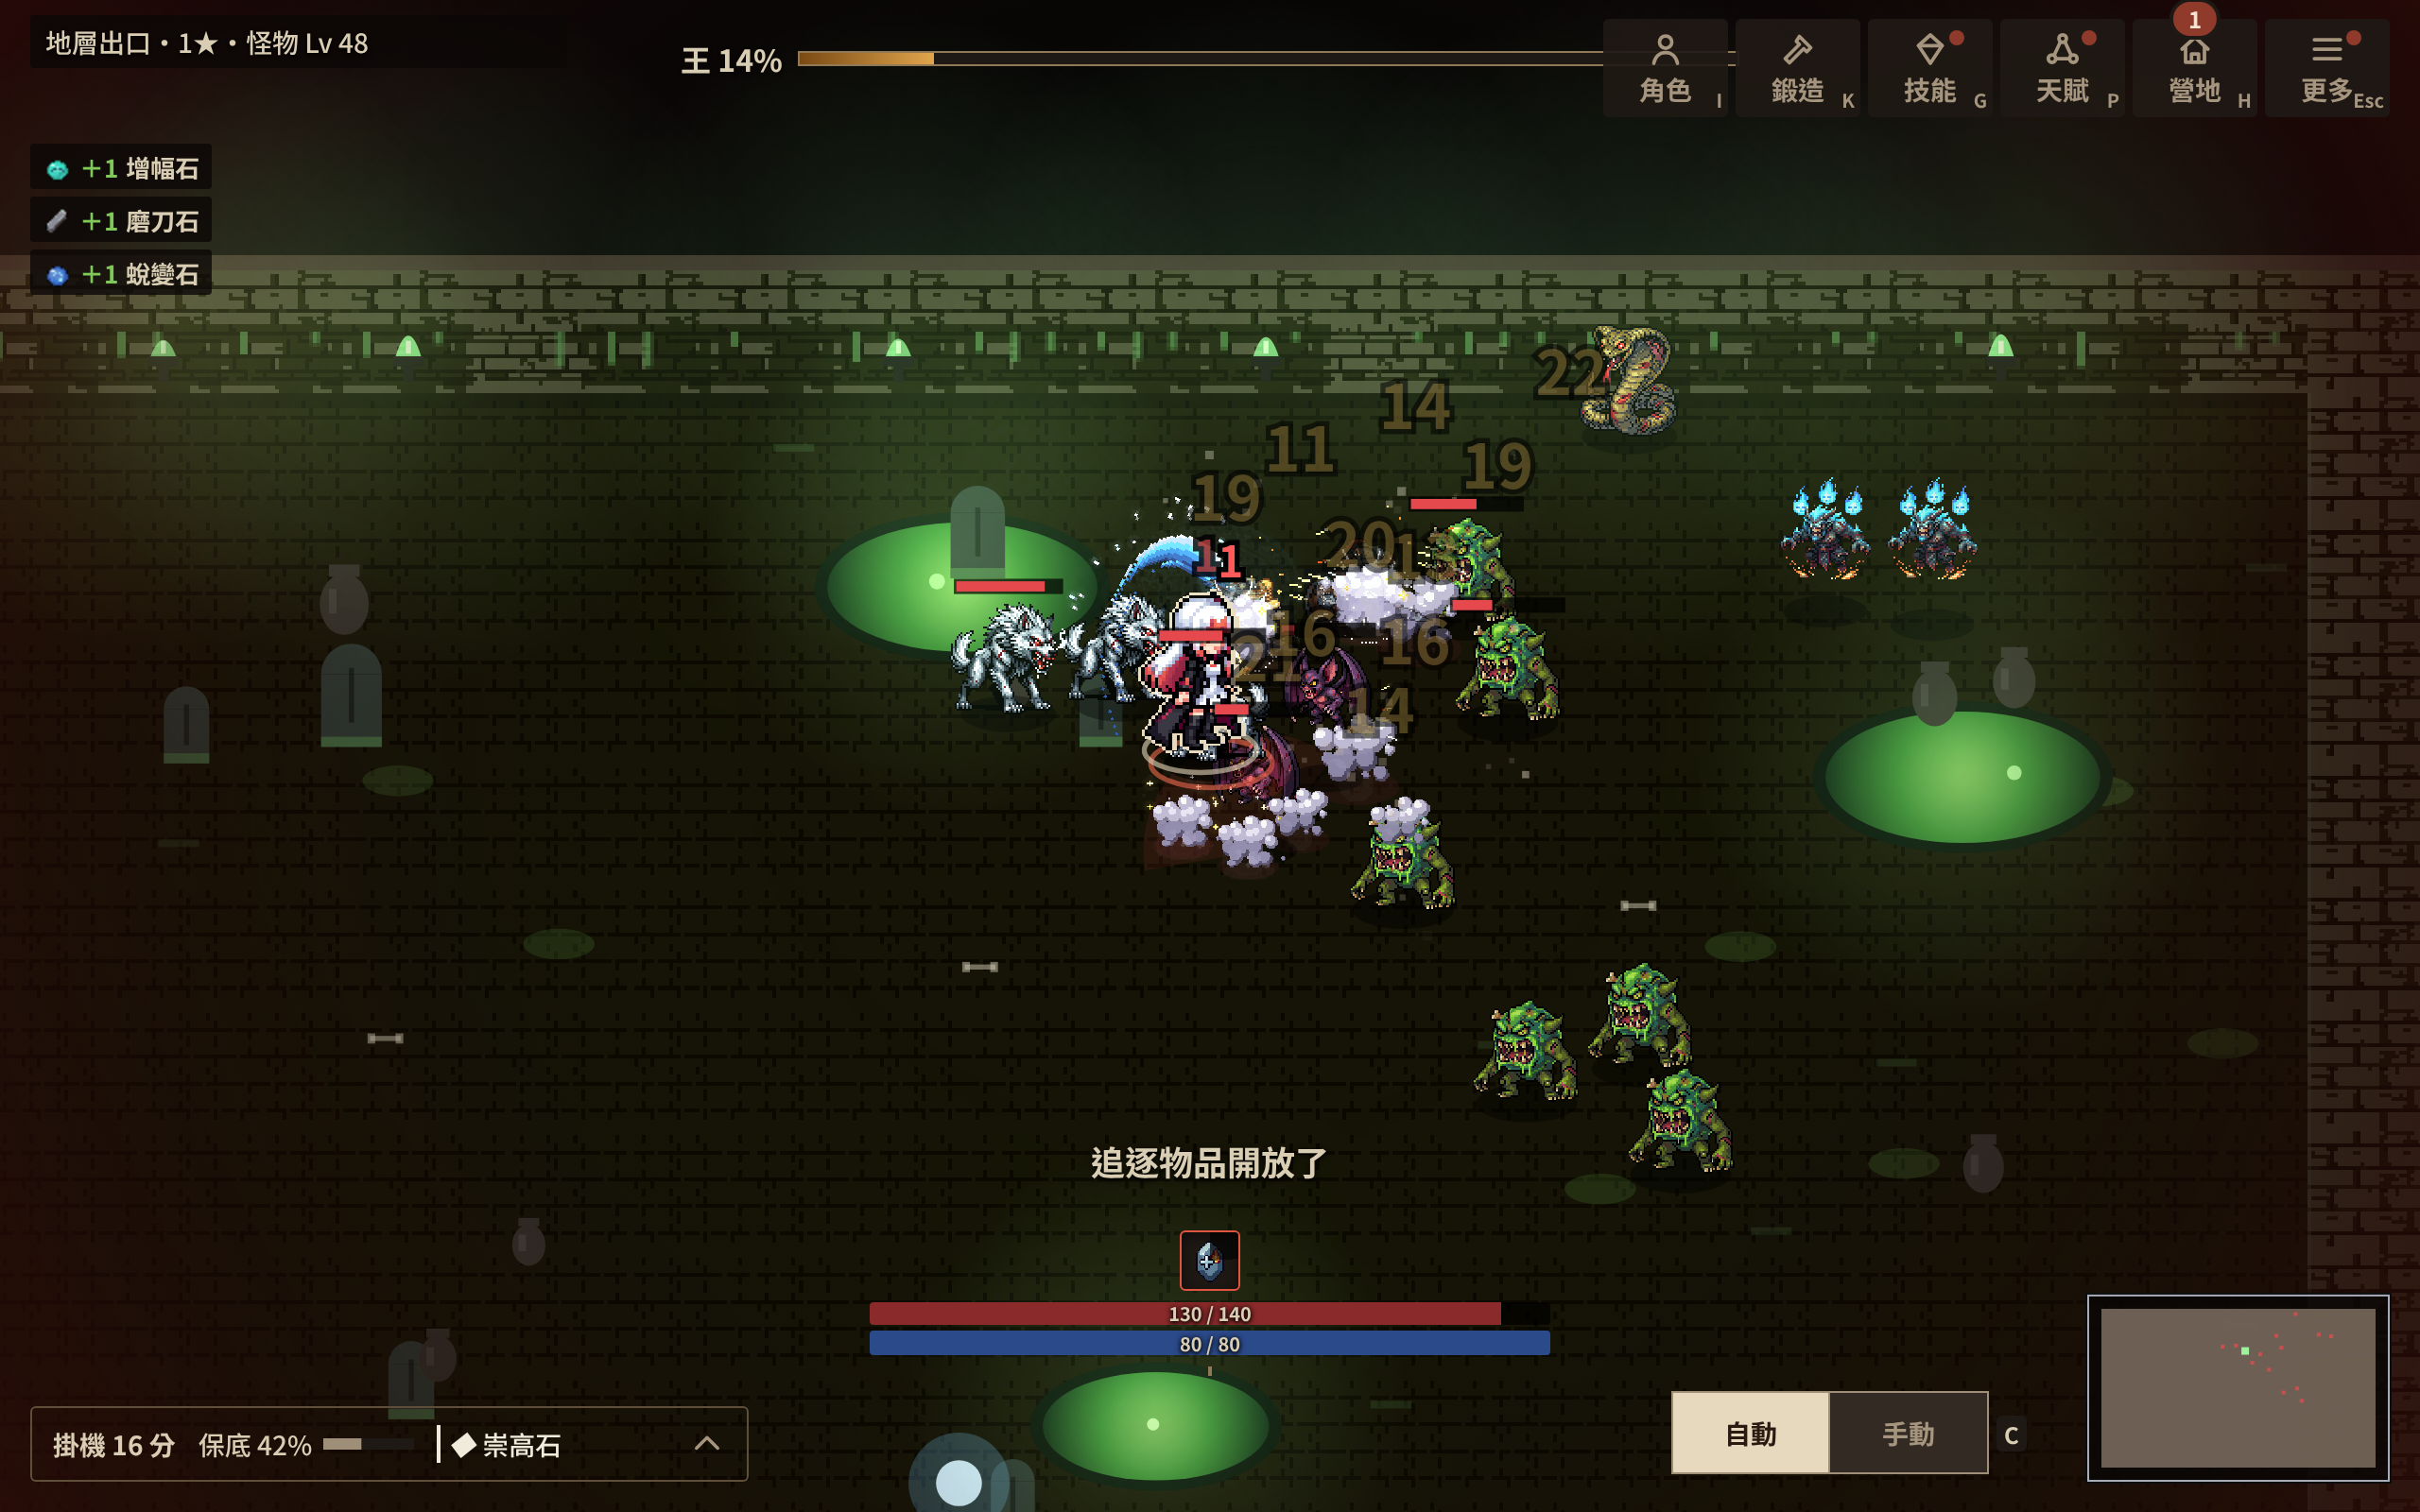 地層出口・1★・怪物 Lv 48
王 14%
角色 I
鍛造 K
技能 G
天賦 P
1
營地 H
更多 Esc
+1 增幅石
+1 磨刀石
+1 蛻變石
22
14
11
19
19
20
13
11
16
16
21
14
追逐物品開放了
130 / 140
80 / 80
掛機 16 分 保底 42% 崇高石
自動 手動 C